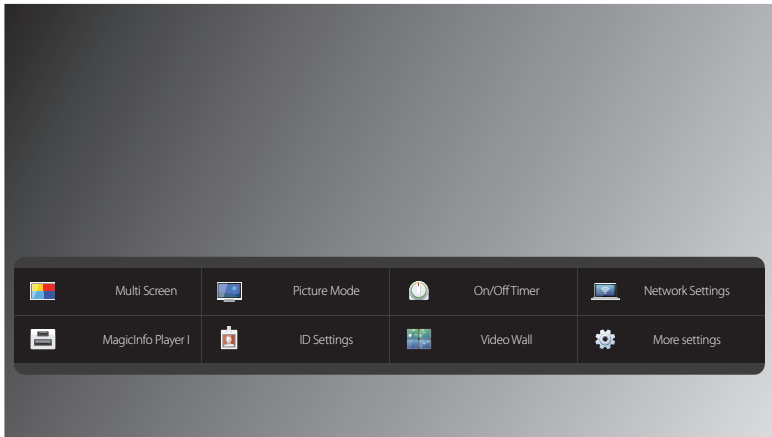 Multi Screen
Picture Mode
On/Off Timer
Network Settings
MagicInfo Player I
ID Settings
Video Wall
More settings